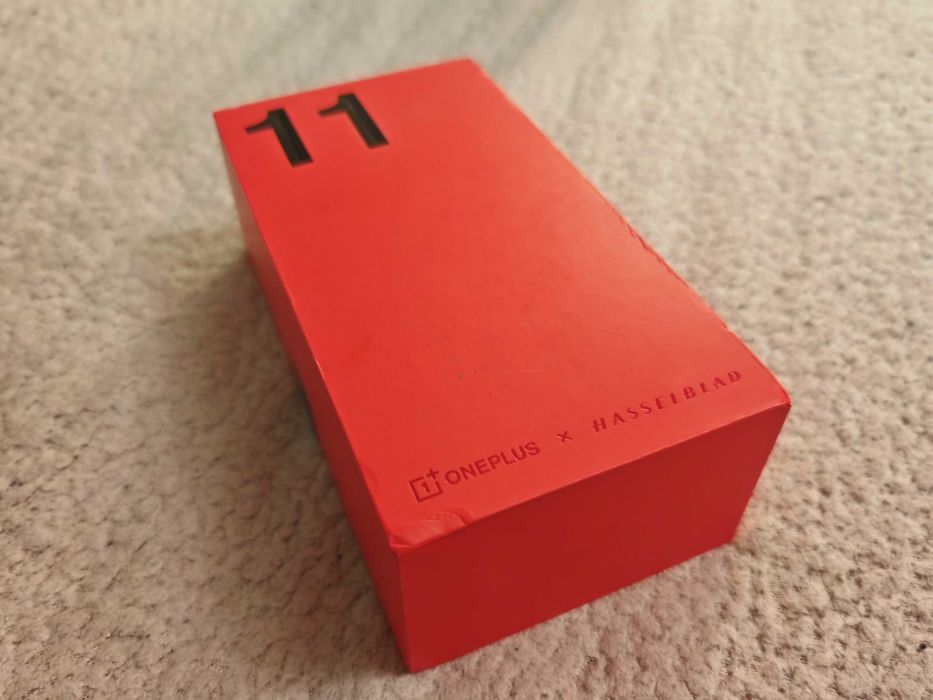 11
1+ ONEPLUS × HASSELBLAD